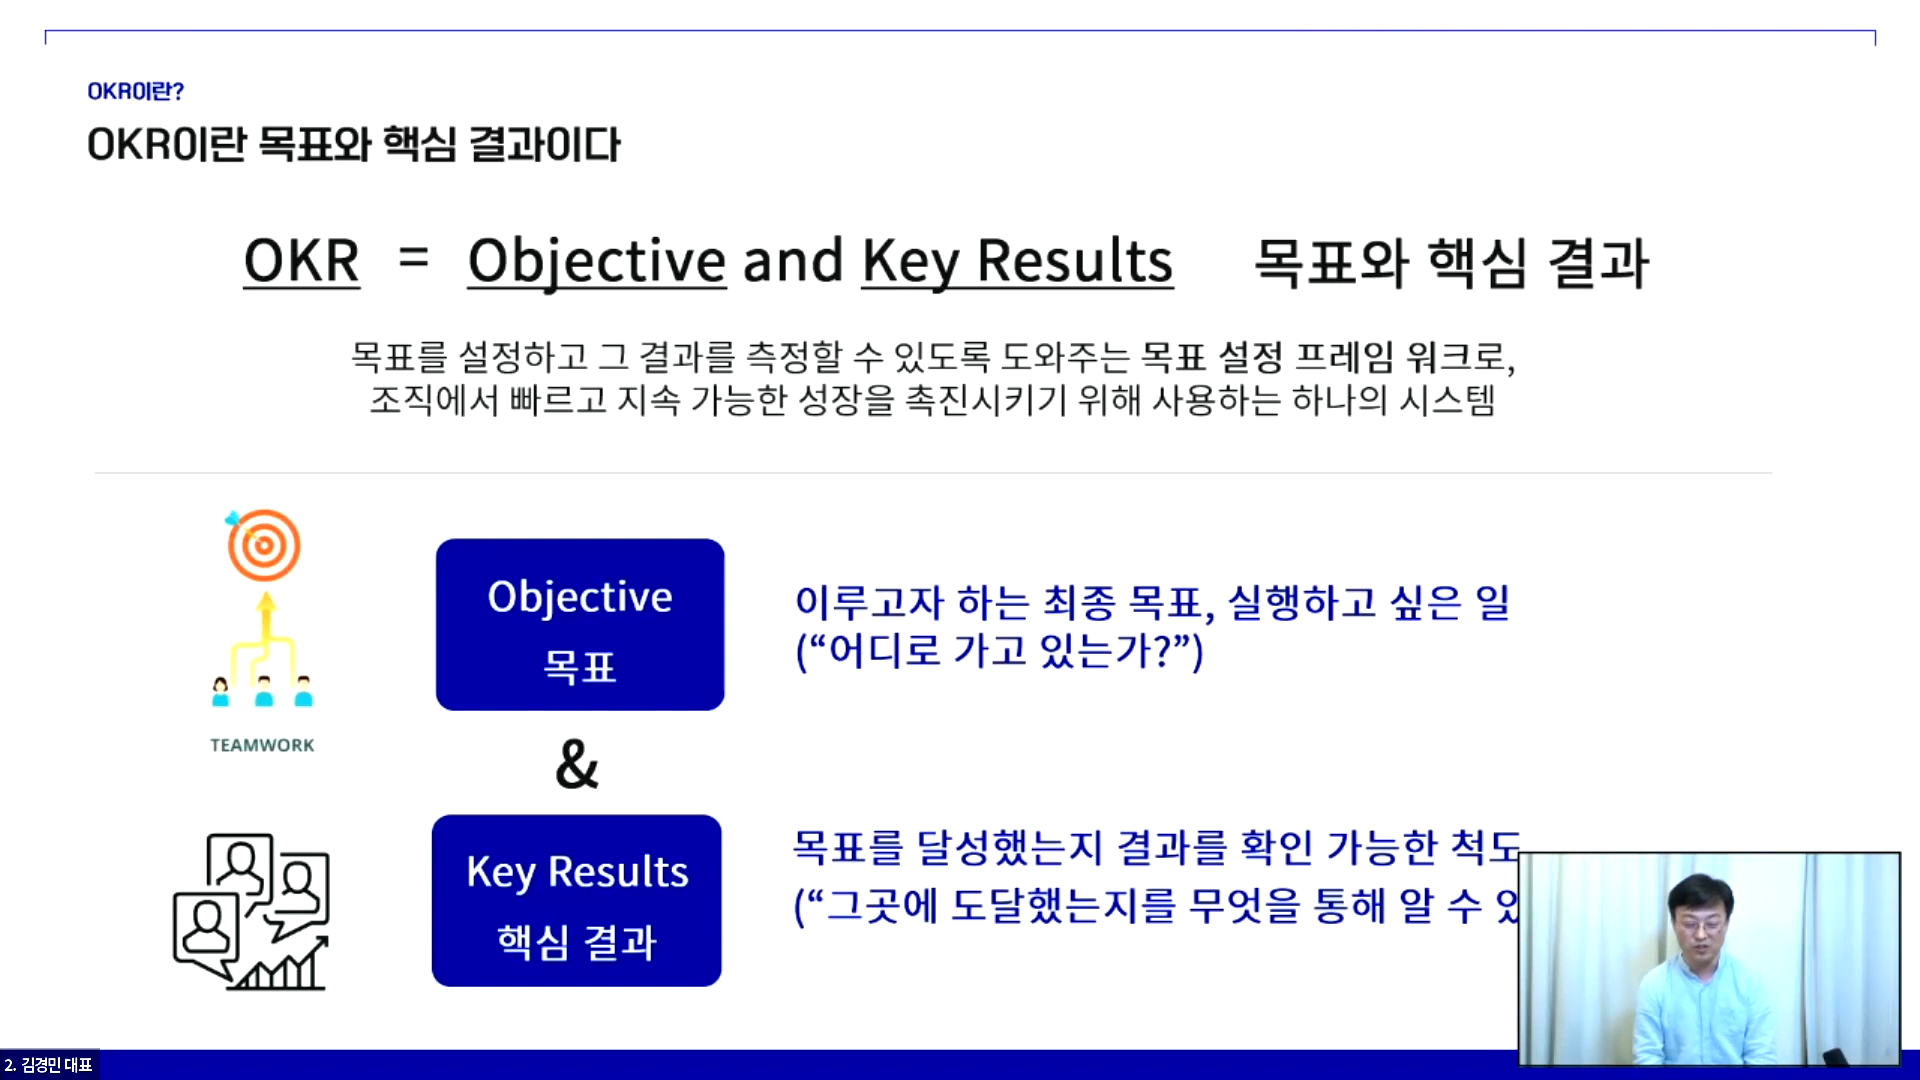 OKR이란?
OKR이란 목표와 핵심 결과이다
OKR = Objective and Key Results 목표와 핵심 결과
목표를 설정하고 그 결과를 측정할 수 있도록 도와주는 목표 설정 프레임 워크로,
조직에서 빠르고 지속 가능한 성장을 촉진시키기 위해 사용하는 하나의 시스템
TEAMWORK
Objective
목표
이루고자 하는 최종 목표, 실행하고 싶은 일
(“어디로 가고 있는가?”)
&
Key Results
핵심 결과
목표를 달성했는지 결과를 확인 가능한 척도
(“그곳에 도달했는지를 무엇을 통해 알 수
2. 김경민 대표